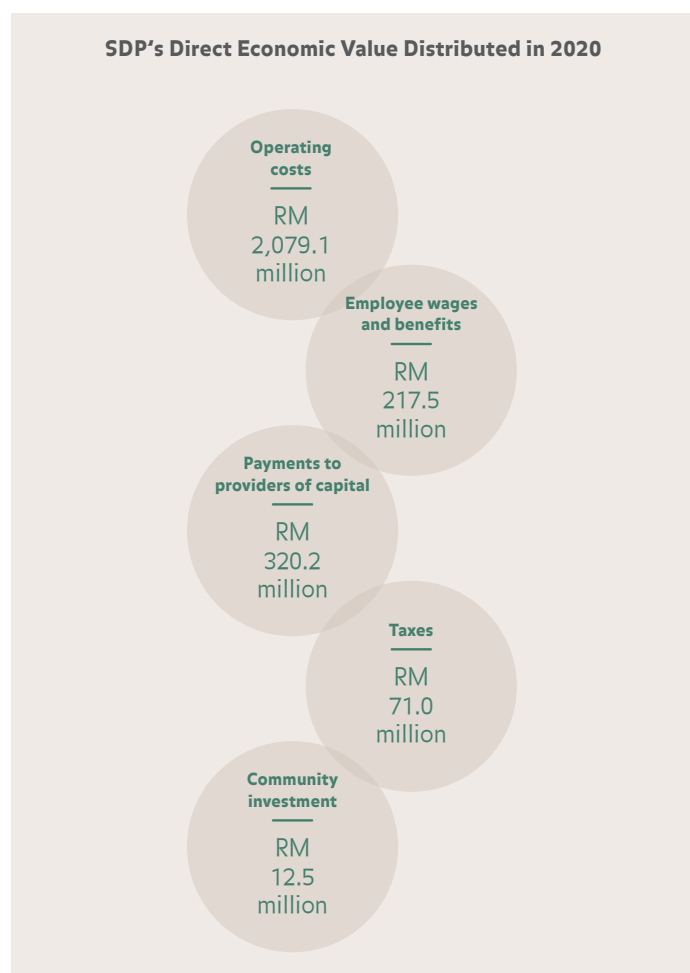 SDP‘s Direct Economic Value Distributed in 2020
Operating
costs
RM
2,079.1
million
Employee wages
and benefits
RM
217.5
million
Payments to
providers of capital
RM
320.2
million
Taxes
RM
71.0
million
Community
investment
RM
12.5
million